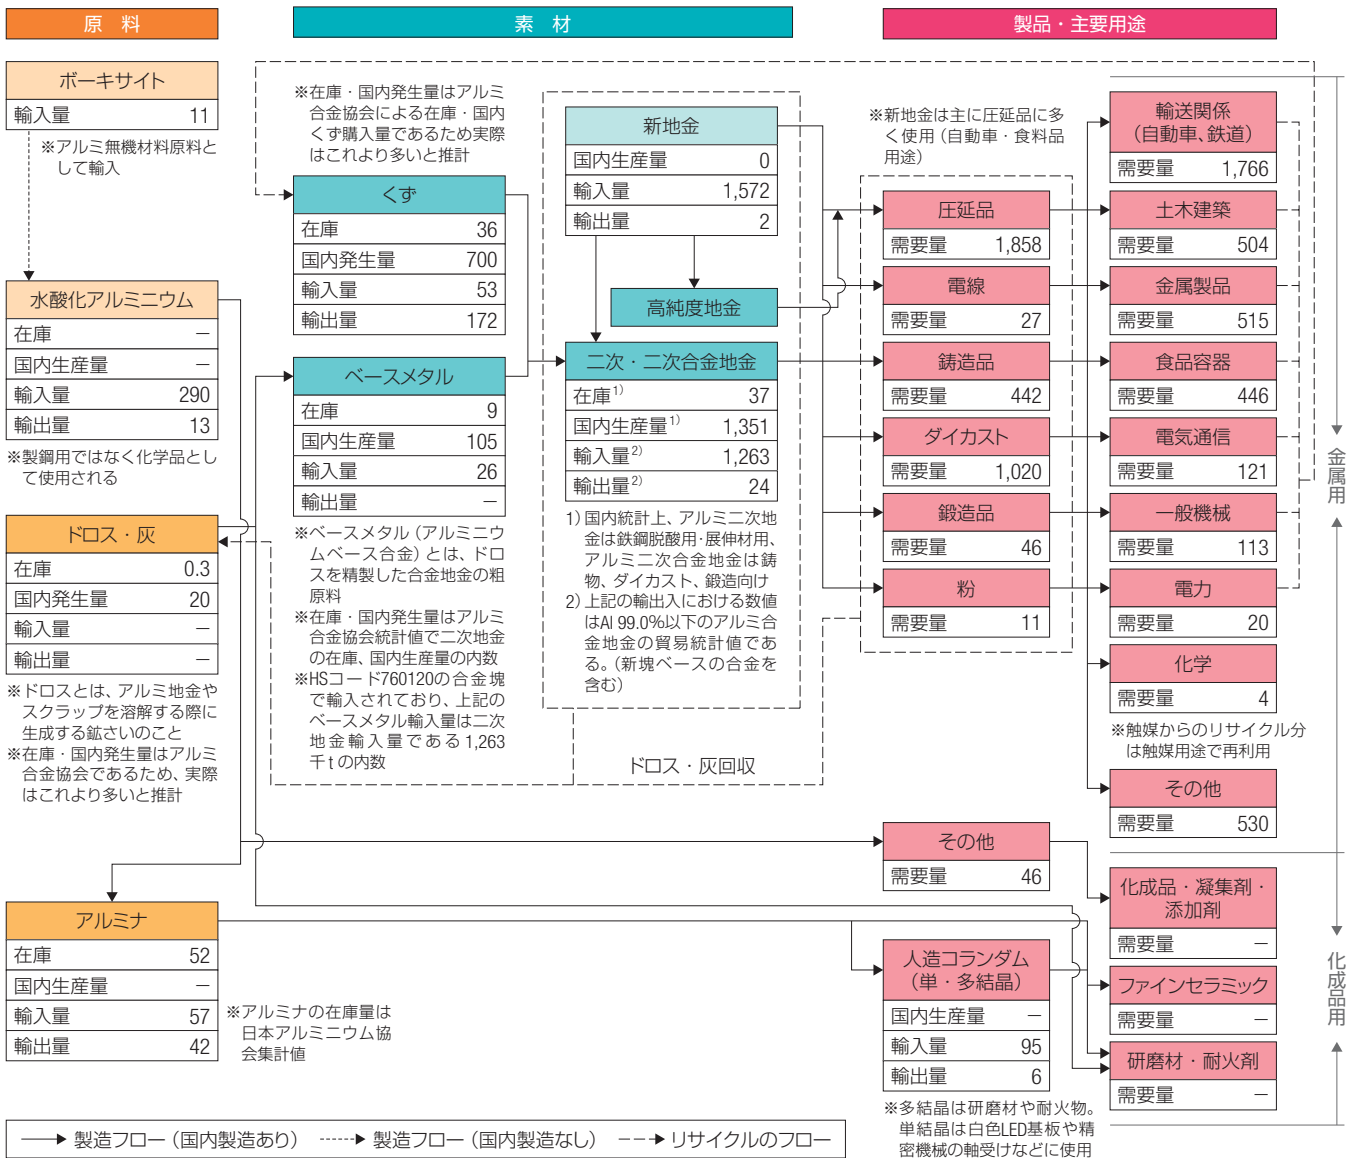 原　料
素　材
製品・主要用途
ボーキサイト
輸入量 11
※アルミ無機材料原料と
して輸入
水酸化アルミニウム
在庫 －
国内生産量 －
輸入量 290
輸出量 13
※製鋼用ではなく化学品とし
て使用される
ドロス・灰
在庫 0.3
国内発生量 20
輸入量 －
輸出量 －
※ドロスとは、アルミ地金や
スクラップを溶解する際に
生成する鉱さいのこと
※在庫・国内発生量はアルミ
合金協会であるため、実際
はこれより多いと推計
アルミナ
在庫 52
国内生産量 －
輸入量 57
輸出量 42
※アルミナの在庫量は
日本アルミニウム協
会集計値
※在庫・国内発生量はアルミ
合金協会による在庫・国内
くず購入量であるため実際
はこれより多いと推計
くず
在庫 36
国内発生量 700
輸入量 53
輸出量 172
ベースメタル
在庫 9
国内生産量 105
輸入量 26
輸出量 －
※ベースメタル（アルミニウ
ムベース合金）とは、ドロ
スを精製した合金地金の粗
原料
※在庫・国内発生量はアルミ
合金協会統計値で二次地金
の在庫、国内生産量の内数
※HSコード760120の合金塊
で輸入されており、上記の
ベースメタル輸入量は二次
地金輸入量である1,263
千tの内数
新地金
国内生産量 0
輸入量 1,572
輸出量 2
高純度地金
二次・二次合金地金
在庫1) 37
国内生産量1) 1,351
輸入量2) 1,263
輸出量2) 24
1）国内統計上、アルミ二次地
金は鉄鋼脱酸用・展伸材用、
アルミ二次合金地金は鋳
物、ダイカスト、鍛造向け
2）上記の輸出入における数値
はAl 99.0%以下のアルミ合
金地金の貿易統計値であ
る。（新塊ベースの合金を
含む）
ドロス・灰回収
※新地金は主に圧延品に多
く使用（自動車・食料品
用途）
圧延品
需要量 1,858
電線
需要量 27
鋳造品
需要量 442
ダイカスト
需要量 1,020
鍛造品
需要量 46
粉
需要量 11
その他
需要量 46
人造コランダム
（単・多結晶）
国内生産量 －
輸入量 95
輸出量 6
※多結晶は研磨材や耐火物。
単結晶は白色LED基板や精
密機械の軸受けなどに使用
輸送関係
（自動車、鉄道）
需要量 1,766
土木建築
需要量 504
金属製品
需要量 515
食品容器
需要量 446
電気通信
需要量 121
一般機械
需要量 113
電力
需要量 20
化学
需要量 4
※触媒からのリサイクル分
は触媒用途で再利用
その他
需要量 530
化成品・凝集剤・
添加剤
需要量 －
ファインセラミック
需要量 －
研磨材・耐火剤
需要量 －
金属用
化成品用
製造フロー（国内製造あり）　製造フロー（国内製造なし）　リサイクルのフロー